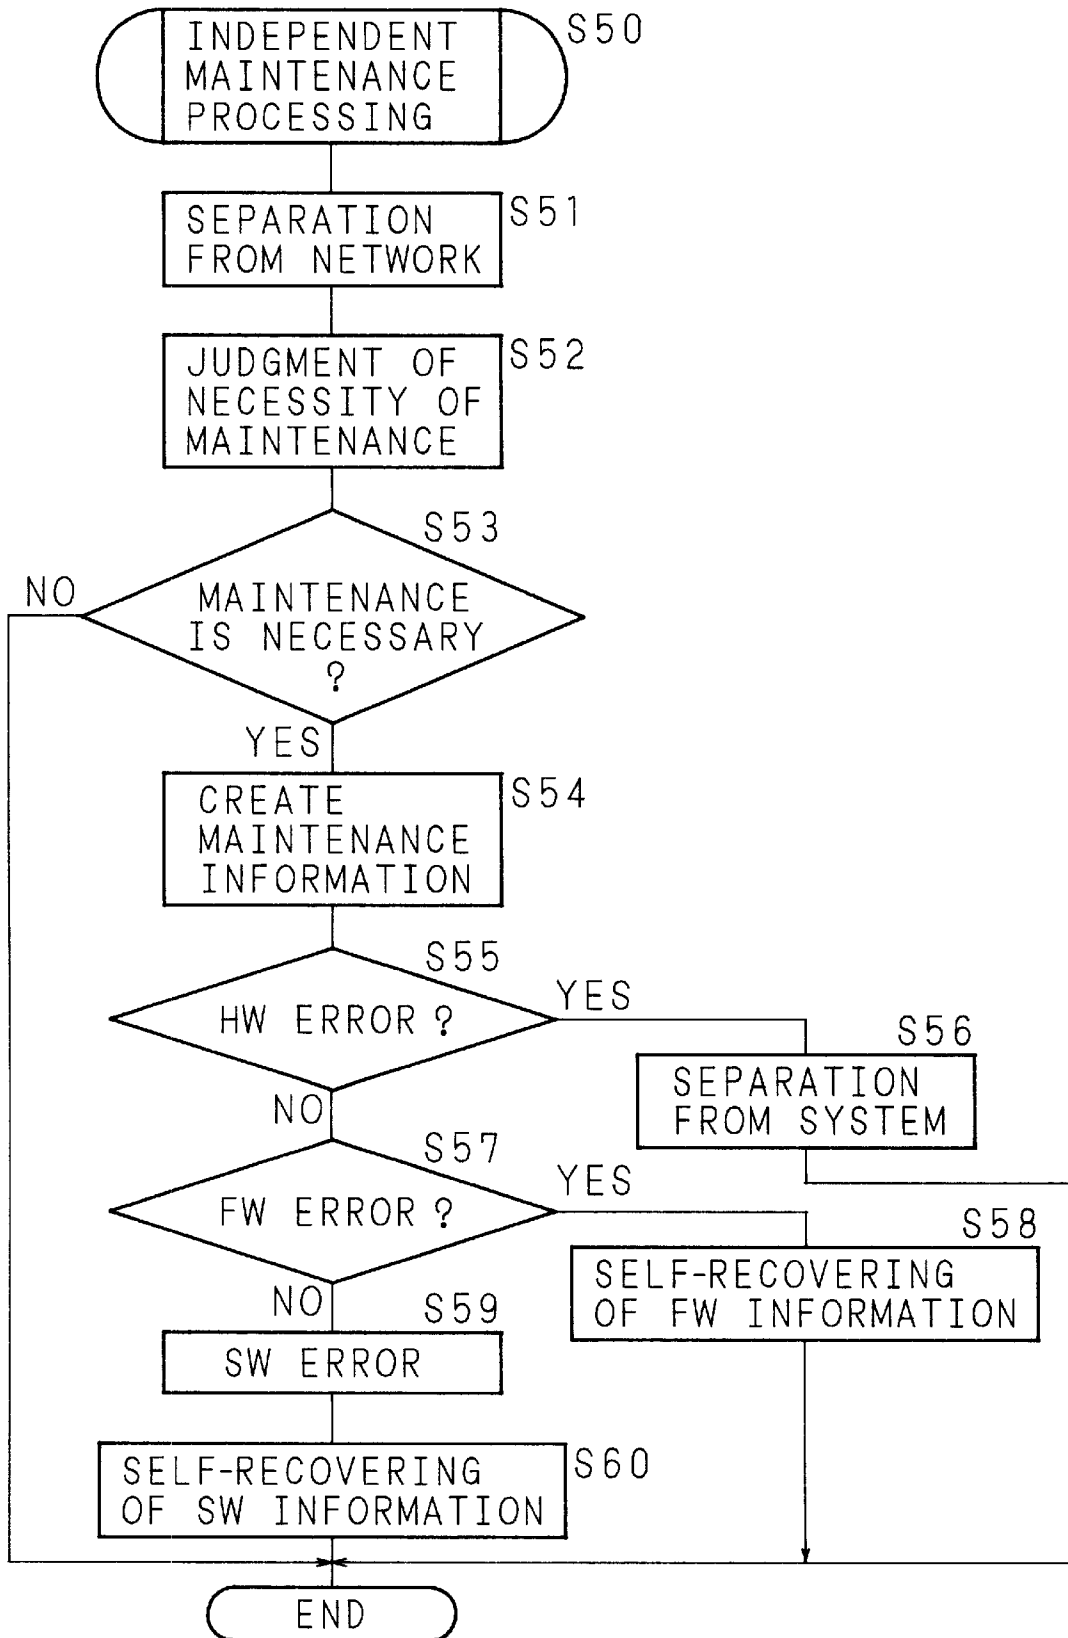 INDEPENDENT
MAINTENANCE
PROCESSING
S50
SEPARATION
FROM NETWORK
S51
JUDGMENT OF
NECESSITY OF
MAINTENANCE
S52
S53
NO
MAINTENANCE
IS NECESSARY
?
YES
CREATE
MAINTENANCE
INFORMATION
S54
S55
HW ERROR ?
YES
S56
SEPARATION
FROM SYSTEM
NO
S57
FW ERROR ?
YES
S58
SELF-RECOVERING
OF FW INFORMATION
NO
S59
SW ERROR
SELF-RECOVERING
OF SW INFORMATION
S60
END